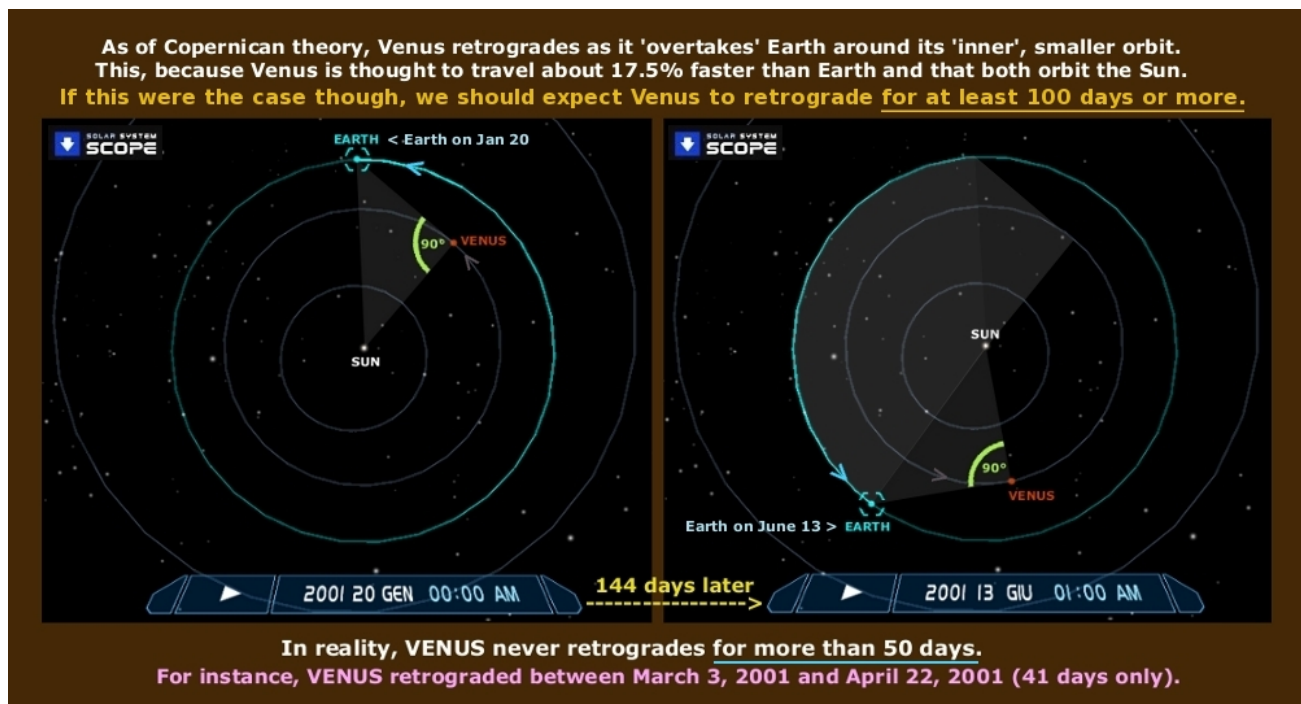 As of Copernican theory, Venus retrogrades as it 'overtakes' Earth around its 'inner', smaller orbit.
This, because Venus is thought to travel about 17.5% faster than Earth and that both orbit the Sun.
If this were the case though, we should expect Venus to retrograde for at least 100 days or more.
SOLAR SYSTEM
SCOPE
EARTH < Earth on Jan 20
90°
VENUS
SUN
2001 20 GEN 00:00 AM
144 days later
SOLAR SYSTEM
SCOPE
SUN
90°
VENUS
Earth on June 13 > EARTH
2001 13 GIU 01:00 AM
In reality, VENUS never retrogrades for more than 50 days.
For instance, VENUS retrograded between March 3, 2001 and April 22, 2001 (41 days only).